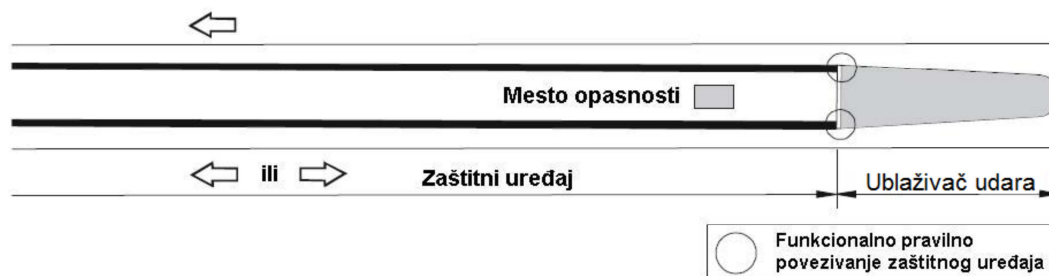 Mesto opasnosti
ili
Zaštitni uređaj
Ublaživač udara
Funkcionalno pravilno
povezivanje zaštitnog uređaja